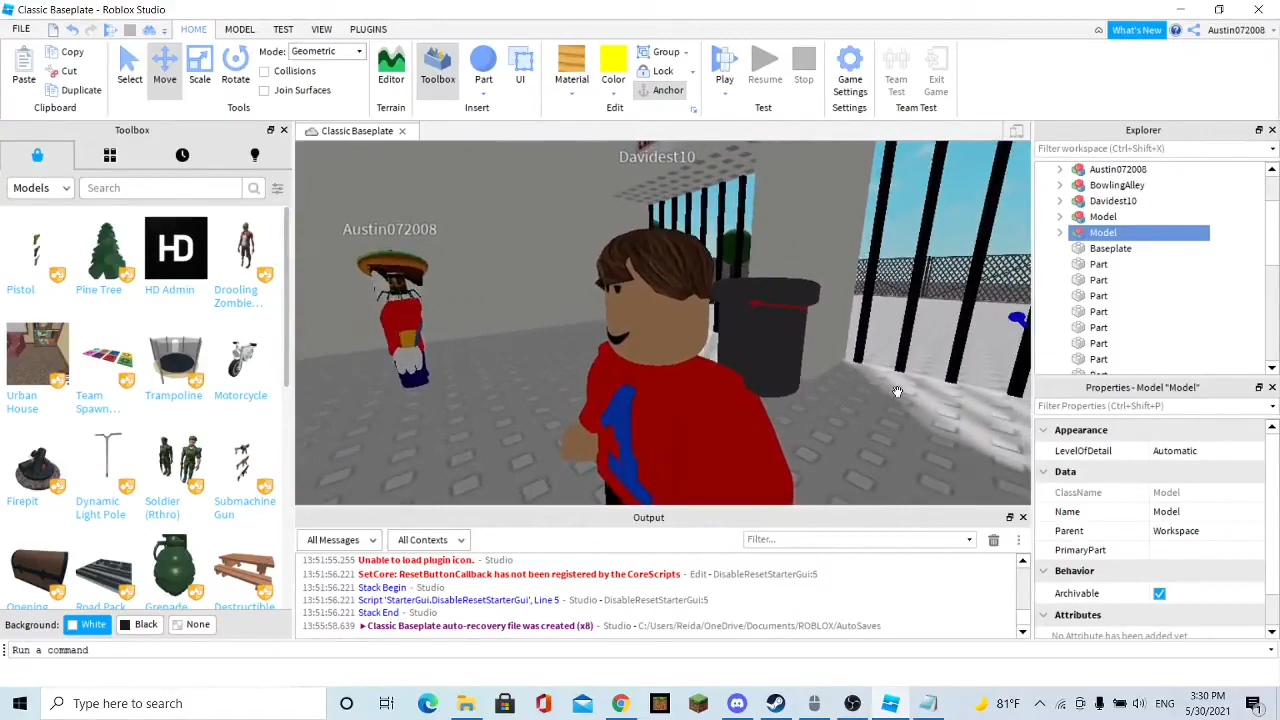 Classic Baseplate - Roblox Studio
FILE
HOME
MODEL
TEST
VIEW
PLUGINS
What's New
Austin072008
Paste
Copy
Cut
Duplicate
Clipboard
Select
Move
Scale
Rotate
Mode: Geometric
Collisions
Join Surfaces
Tools
Editor
Terrain
Toolbox
Part
UI
Insert
Material
Color
Group
Lock
Anchor
Edit
Play
Resume
Stop
Test
Game
Settings
Settings
Team
Test
Exit
Game
Team Test
Toolbox
Models
Search
Pistol
Pine Tree
HD
HD Admin
Drooling
Zombie...
Urban
House
Team
Spawn...
Trampoline
Motorcycle
Firepit
Dynamic
Light Pole
Soldier
(Rthro)
Submachine
Gun
Opening
Road Pack
Grenade
Destructible
Background:
White
Black
None
Classic Baseplate
Davidest10
Austin072008
Output
All Messages
All Contexts
Filter...
13:51:55.255 Unable to load plugin icon. - Studio
13:51:56.221 SetCore: ResetButtonCallback has not been registered by the CoreScripts - Edit - DisableResetStarterGui:5
13:51:56.221 Stack Begin - Studio
13:51:56.221 Script 'StarterGui.DisableResetStarterGui', Line 5 - Studio - DisableResetStarterGui:5
13:51:56.221 Stack End - Studio
13:55:58.639 ►Classic Baseplate auto-recovery file was created (x8) - Studio - C:/Users/Reida/OneDrive/Documents/ROBLOX/AutoSaves
Explorer
Filter workspace (Ctrl+Shift+X)
Austin072008
BowlingAlley
Davidest10
Model
Model
Baseplate
Part
Part
Part
Part
Part
Part
Part
Part
Properties - Model "Model"
Filter Properties (Ctrl+Shift+P)
Appearance
LevelOfDetail Automatic
Data
ClassName Model
Name Model
Parent Workspace
PrimaryPart
Behavior
Archivable
Attributes
No Attribute has been added yet
Run a command
Type here to search
81°F
3:30 PM
5/30/2021